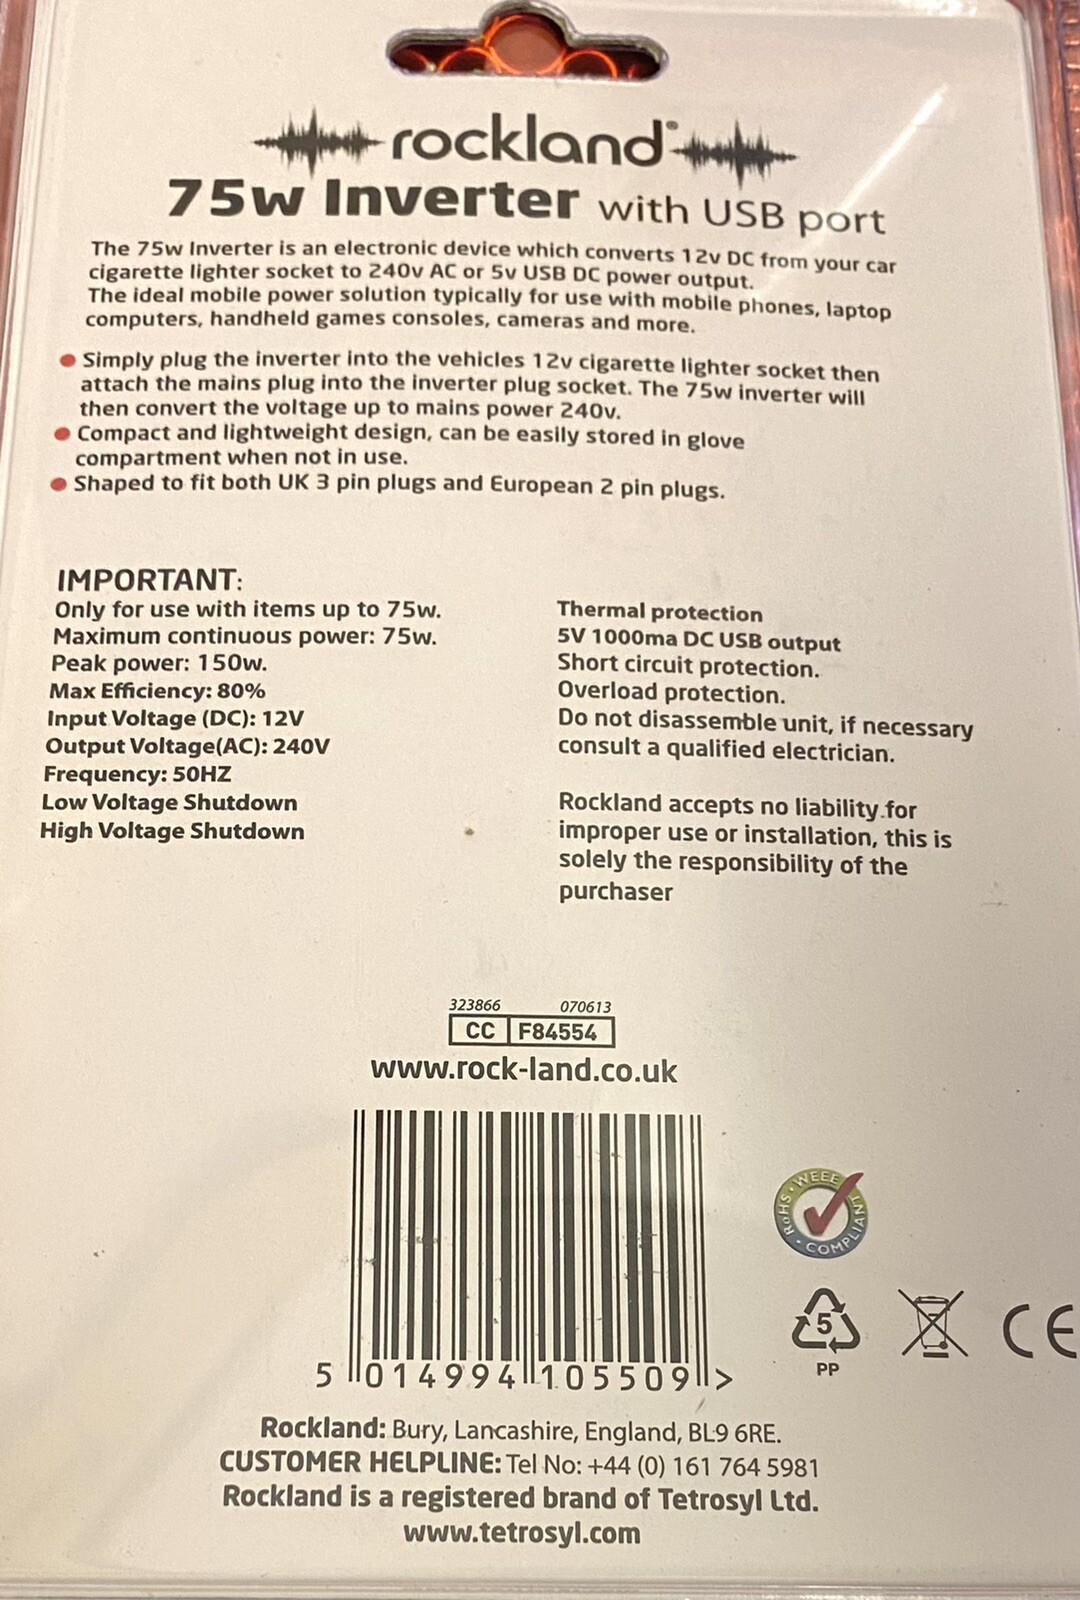 rockland®
75w Inverter with USB port
The 75w Inverter is an electronic device which converts 12v DC from your car
cigarette lighter socket to 240v AC or 5v USB DC power output.
The ideal mobile power solution typically for use with mobile phones, laptop
computers, handheld games consoles, cameras and more.
● Simply plug the inverter into the vehicles 12v cigarette lighter socket then
attach the mains plug into the inverter plug socket. The 75w inverter will
then convert the voltage up to mains power 240v.
● Compact and lightweight design, can be easily stored in glove
compartment when not in use.
● Shaped to fit both UK 3 pin plugs and European 2 pin plugs.
IMPORTANT:
Only for use with items up to 75w.
Maximum continuous power: 75w.
Peak power: 150w.
Max Efficiency: 80%
Input Voltage (DC): 12V
Output Voltage(AC): 240V
Frequency: 50HZ
Low Voltage Shutdown
High Voltage Shutdown
Thermal protection
5V 1000ma DC USB output
Short circuit protection.
Overload protection.
Do not disassemble unit, if necessary
consult a qualified electrician.
Rockland accepts no liability for
improper use or installation, this is
solely the responsibility of the
purchaser
323866 070613
CC F84554
www.rock-land.co.uk
5 014994 105509 >
RoHS • WEEE
COMPLIANT
5
PP
CE
Rockland: Bury, Lancashire, England, BL9 6RE.
CUSTOMER HELPLINE: Tel No: +44 (0) 161 764 5981
Rockland is a registered brand of Tetrosyl Ltd.
www.tetrosyl.com